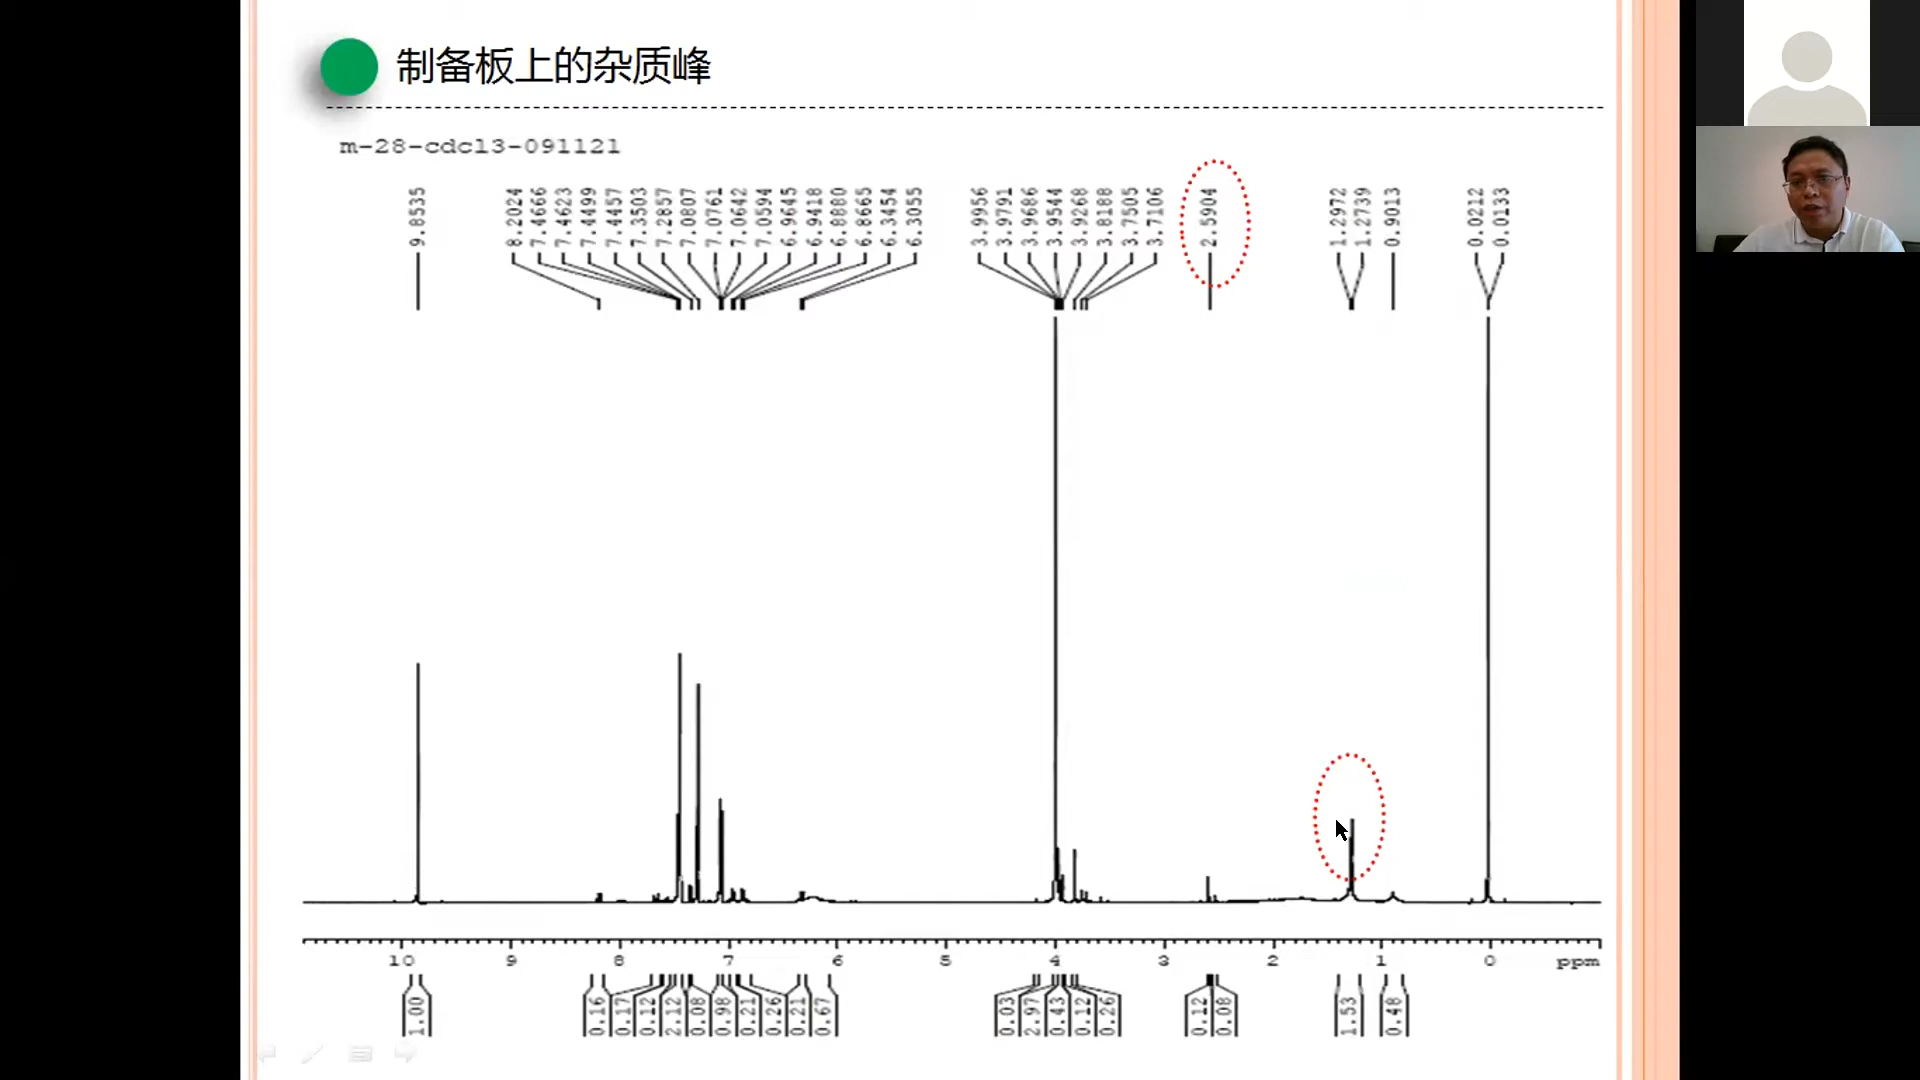 制备板上的杂质峰
m-28-cdcl3-091121
9.8535 8.2024 7.4666 7.4623 7.4499 7.4457 7.3503 7.2857 7.0807 7.0761 7.0642 7.0594 6.9645 6.9418 6.8880 6.8665 6.3454 6.3055 3.9956 3.9791 3.9686 3.9544 3.9268 3.8188 3.7505 3.7106 2.5904 1.2972 1.2739 0.9013 0.0212 0.0133
10 9 8 7 6 5 4 3 2 1 0 ppm
1.00 0.16 0.17 0.12 2.12 0.08 0.98 0.21 0.26 0.21 0.67 0.03 2.97 0.43 0.12 0.26 0.12 0.08 1.53 0.48